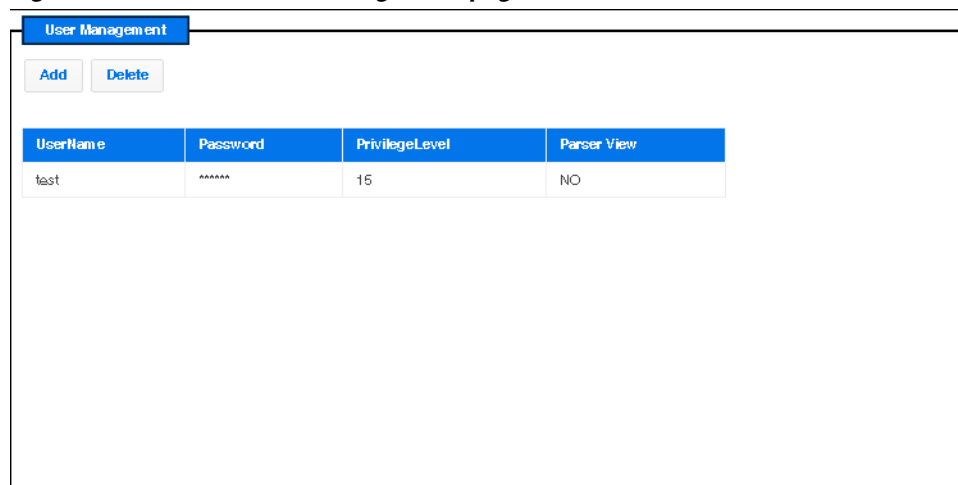 User Management
Add Delete
UserName Password PrivilegeLevel Parser View
test ****** 15 NO